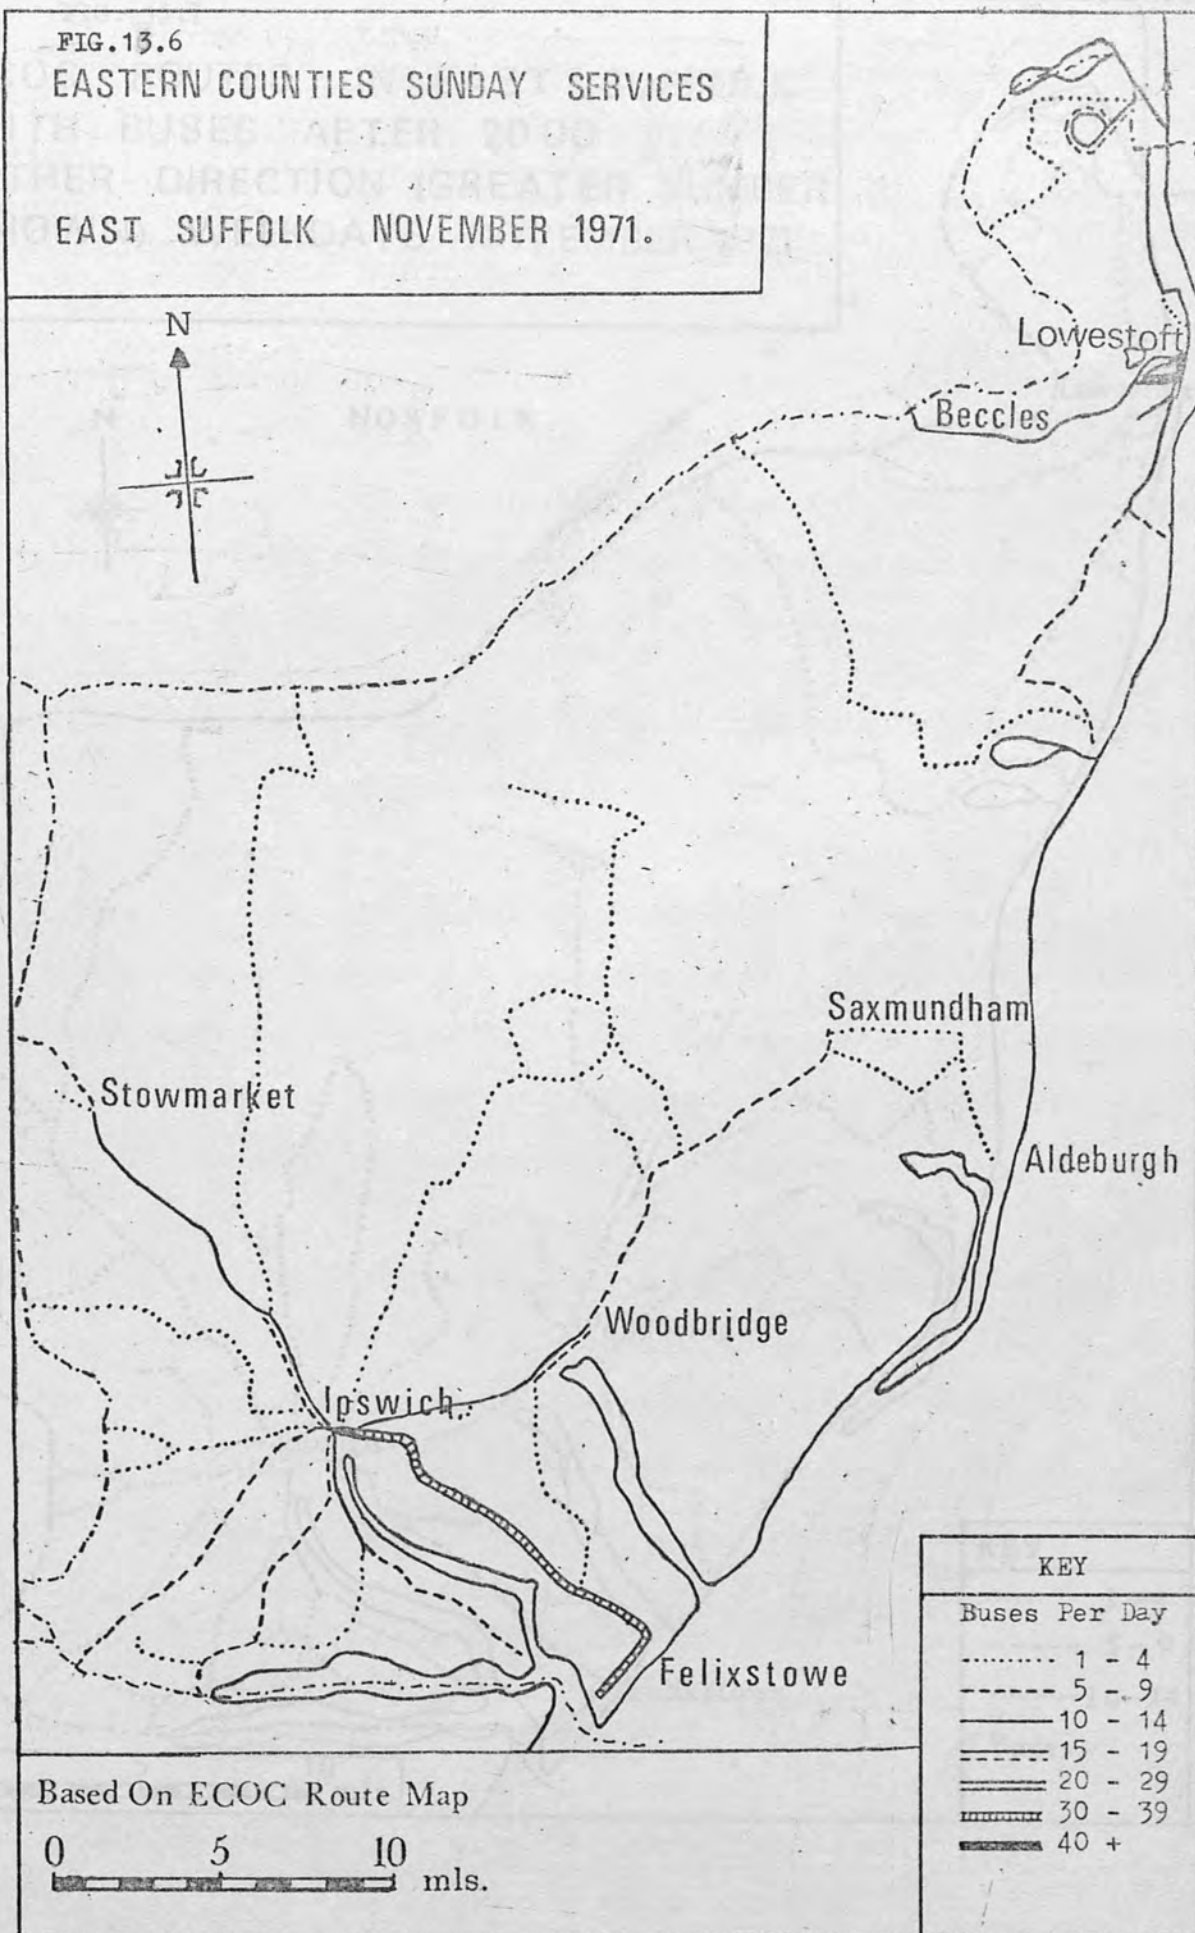 FIG.13.6
EASTERN COUNTIES SUNDAY SERVICES
EAST SUFFOLK NOVEMBER 1971.
N
Lowestoft
Beccles
Saxmundham
Stowmarket
Aldeburgh
Woodbridge
Ipswich
Felixstowe
KEY
Buses Per Day
1 - 4
5 - 9
10 - 14
15 - 19
20 - 29
30 - 39
40 +
Based On ECOC Route Map
0 5 10
mls.